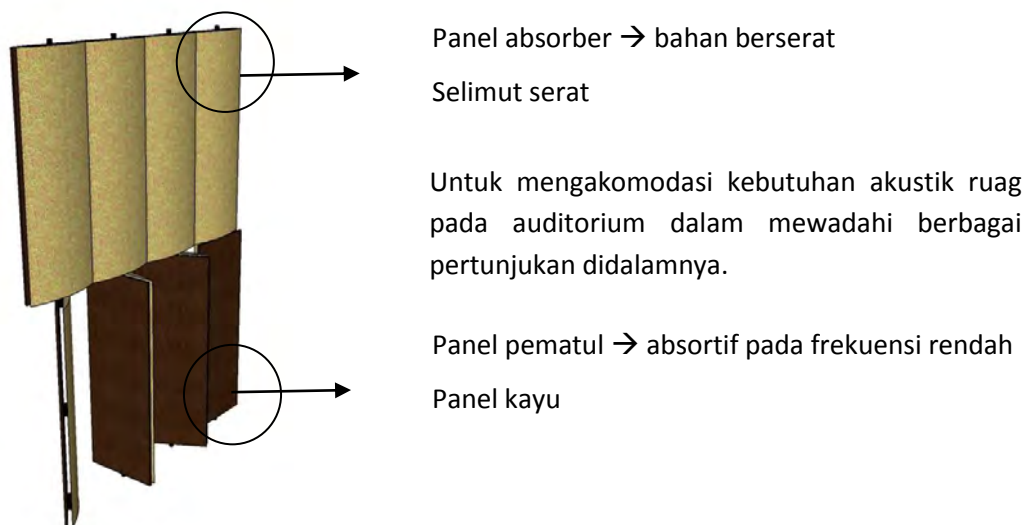 Panel absorber → bahan berserat
Selimut serat
Untuk mengakomodasi kebutuhan akustik ruag
pada auditorium dalam mewadahi berbagai
pertunjukan didalamnya.
Panel pematul → absortif pada frekuensi rendah
Panel kayu